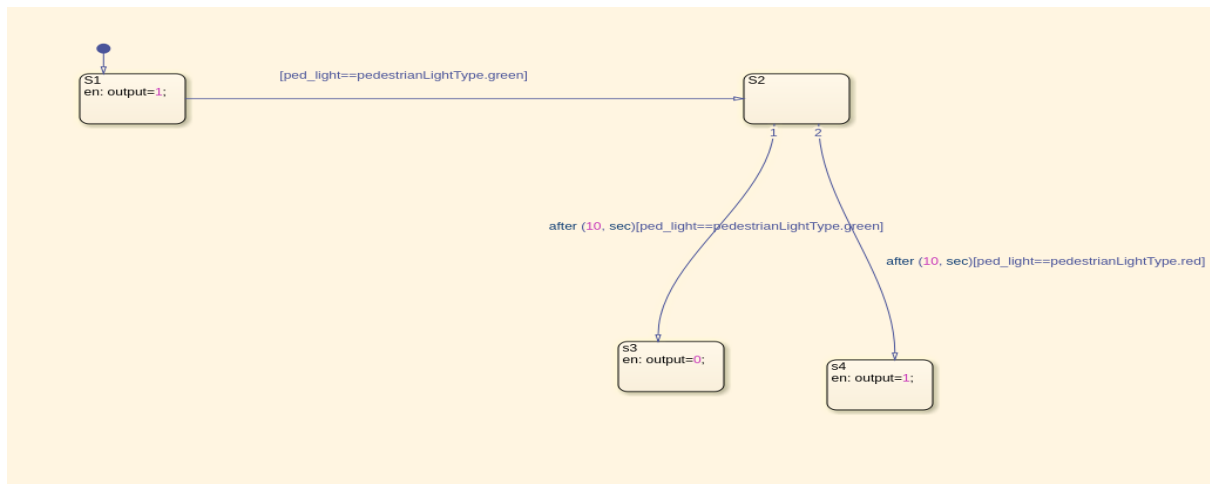 [ped_light==pedestrianLightType.green]
S1
en: output=1;
S2
1
2
after (10, sec)[ped_light==pedestrianLightType.green]
after (10, sec)[ped_light==pedestrianLightType.red]
s3
en: output=0;
s4
en: output=1;